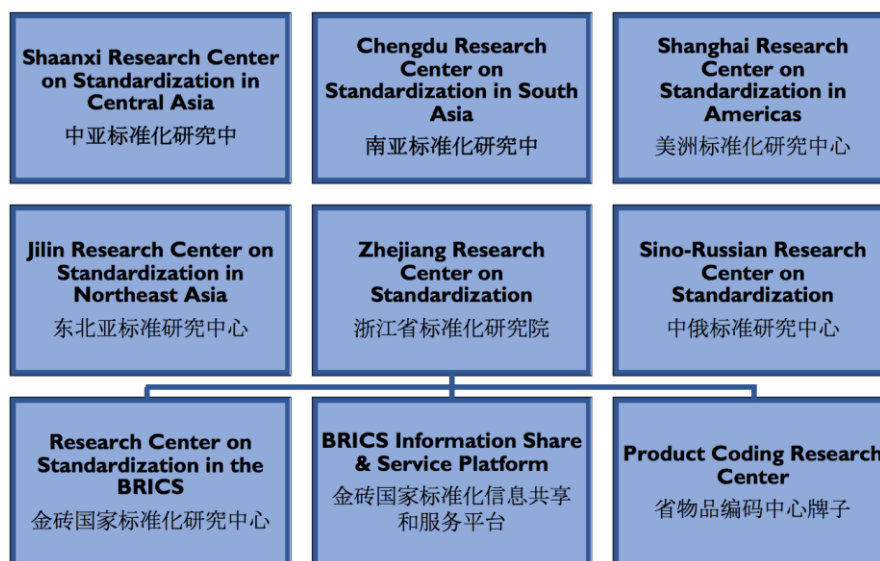 Shaanxi Research Center
on Standardization in
Central Asia
中亚标准化研究中
Chengdu Research
Center on
Standardization in South
Asia
南亚标准化研究中
Shanghai Research
Center on
Standardization in
Americas
美洲标准化研究中心
Jilin Research Center on
Standardization in
Northeast Asia
东北亚标准研究中心
Zhejiang Research
Center on
Standardization
浙江省标准化研究院
Sino-Russian Research
Center on
Standardization
中俄标准研究中心
Research Center on
Standardization in the
BRICS
金砖国家标准化研究中心
BRICS Information Share
& Service Platform
金砖国家标准化信息共享
和服务平台
Product Coding Research
Center
省物品编码中心牌子